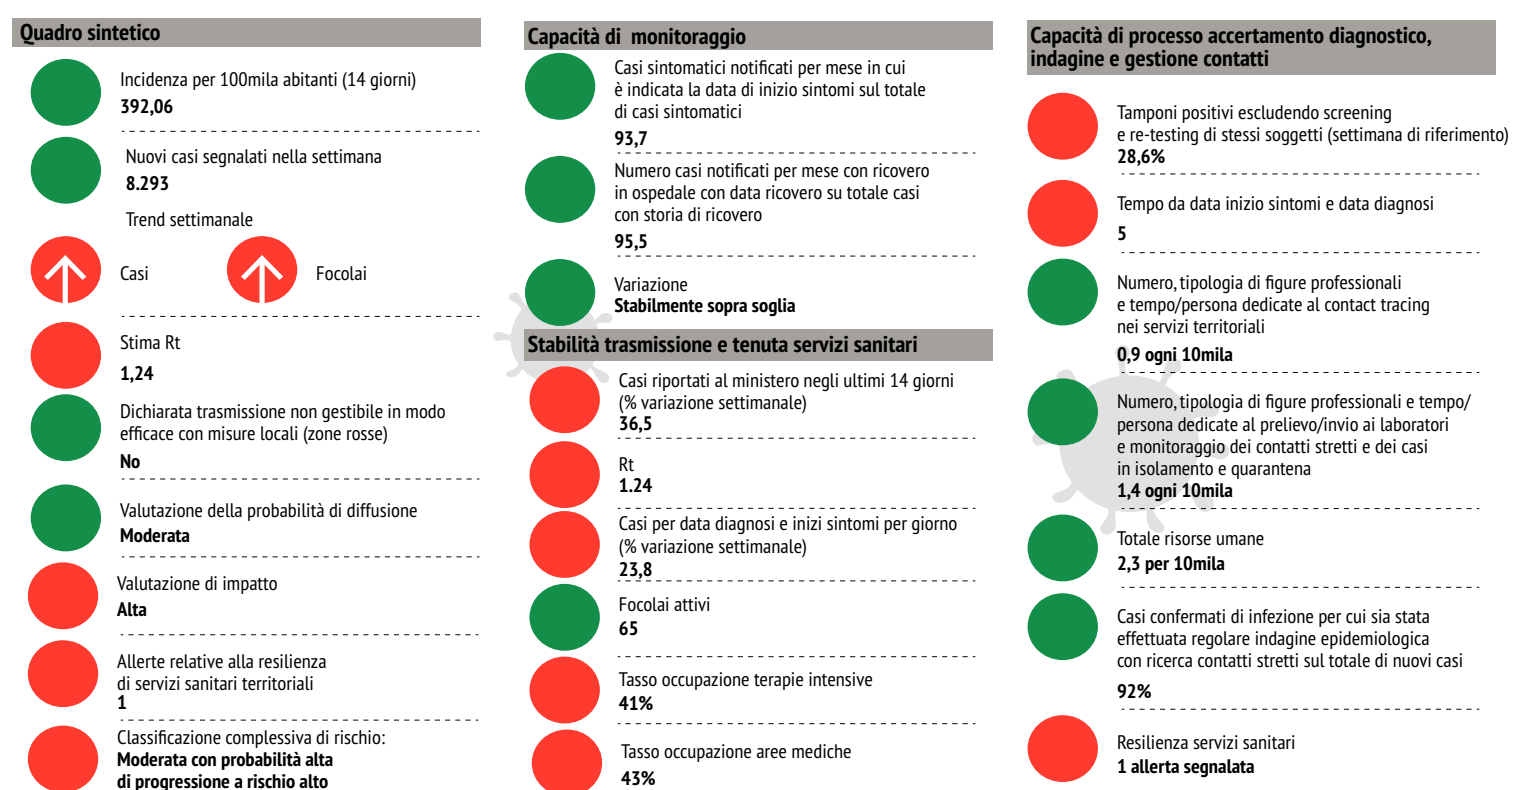 Quadro sintetico
Incidenza per 100mila abitanti (14 giorni)
392,06
Nuovi casi segnalati nella settimana
8.293
Trend settimanale
Casi
Focolai
Stima Rt
1,24
Dichiarata trasmissione non gestibile in modo
efficace con misure locali (zone rosse)
No
Valutazione della probabilità di diffusione
Moderata
Valutazione di impatto
Alta
Allerte relative alla resilienza
di servizi sanitari territoriali
1
Classificazione complessiva di rischio:
Moderata con probabilità alta
di progressione a rischio alto
Capacità di monitoraggio
Casi sintomatici notificati per mese in cui
è indicata la data di inizio sintomi sul totale
di casi sintomatici
93,7
Numero casi notificati per mese con ricovero
in ospedale con data ricovero su totale casi
con storia di ricovero
95,5
Variazione
Stabilmente sopra soglia
Stabilità trasmissione e tenuta servizi sanitari
Casi riportati al ministero negli ultimi 14 giorni
(% variazione settimanale)
36,5
Rt
1.24
Casi per data diagnosi e inizi sintomi per giorno
(% variazione settimanale)
23,8
Focolai attivi
65
Tasso occupazione terapie intensive
41%
Tasso occupazione aree mediche
43%
Capacità di processo accertamento diagnostico,
indagine e gestione contatti
Tamponi positivi escludendo screening
e re-testing di stessi soggetti (settimana di riferimento)
28,6%
Tempo da data inizio sintomi e data diagnosi
5
Numero, tipologia di figure professionali
e tempo/persona dedicate al contact tracing
nei servizi territoriali
0,9 ogni 10mila
Numero, tipologia di figure professionali e tempo/
persona dedicate al prelievo/invio ai laboratori
e monitoraggio dei contatti stretti e dei casi
in isolamento e quarantena
1,4 ogni 10mila
Totale risorse umane
2,3 per 10mila
Casi confermati di infezione per cui sia stata
effettuata regolare indagine epidemiologica
con ricerca contatti stretti sul totale di nuovi casi
92%
Resilienza servizi sanitari
1 allerta segnalata